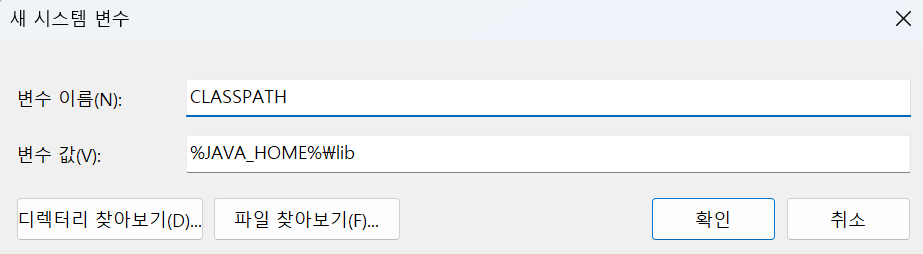 새 시스템 변수
변수 이름(N):
CLASSPATH
변수 값(V):
%JAVA_HOME%₩lib
디렉터리 찾아보기(D)...
파일 찾아보기(F)...
확인
취소